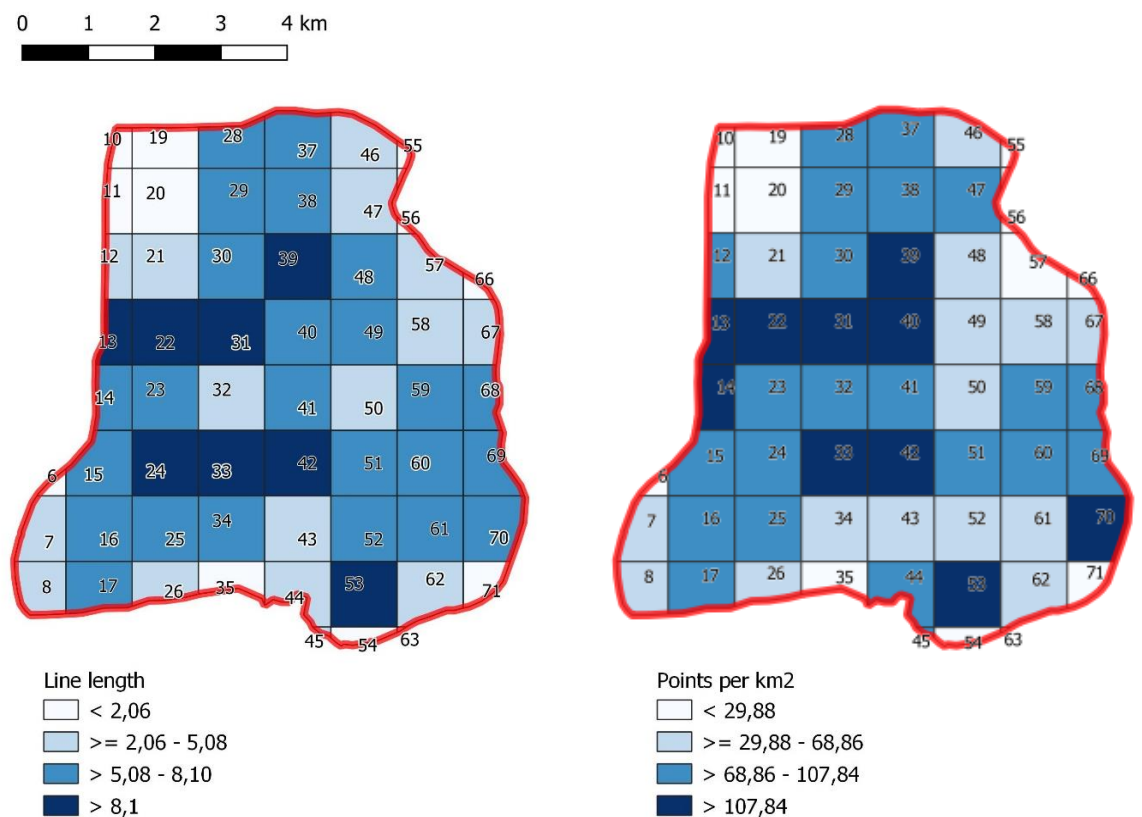 0 1 2 3 4 km
10 19 28 37 46 55
11 20 29 38 47 56
12 21 30 39 48 57 66
13 22 31 40 49 58 67
14 23 32 41 50 59 68
6 15 24 33 42 51 60 69
7 16 25 34 43 52 61 70
8 17 26 35 44 53 62 71
45 54 63
Line length
< 2,06
>= 2,06 - 5,08
> 5,08 - 8,10
> 8,1
10 19 28 37 46 55
11 20 29 38 47 56
12 21 30 39 48 57 66
13 22 31 40 49 58 67
14 23 32 41 50 59 68
6 15 24 33 42 51 60 69
7 16 25 34 43 52 61 70
8 17 26 35 44 53 62 71
45 54 63
Points per km2
< 29,88
>= 29,88 - 68,86
> 68,86 - 107,84
> 107,84